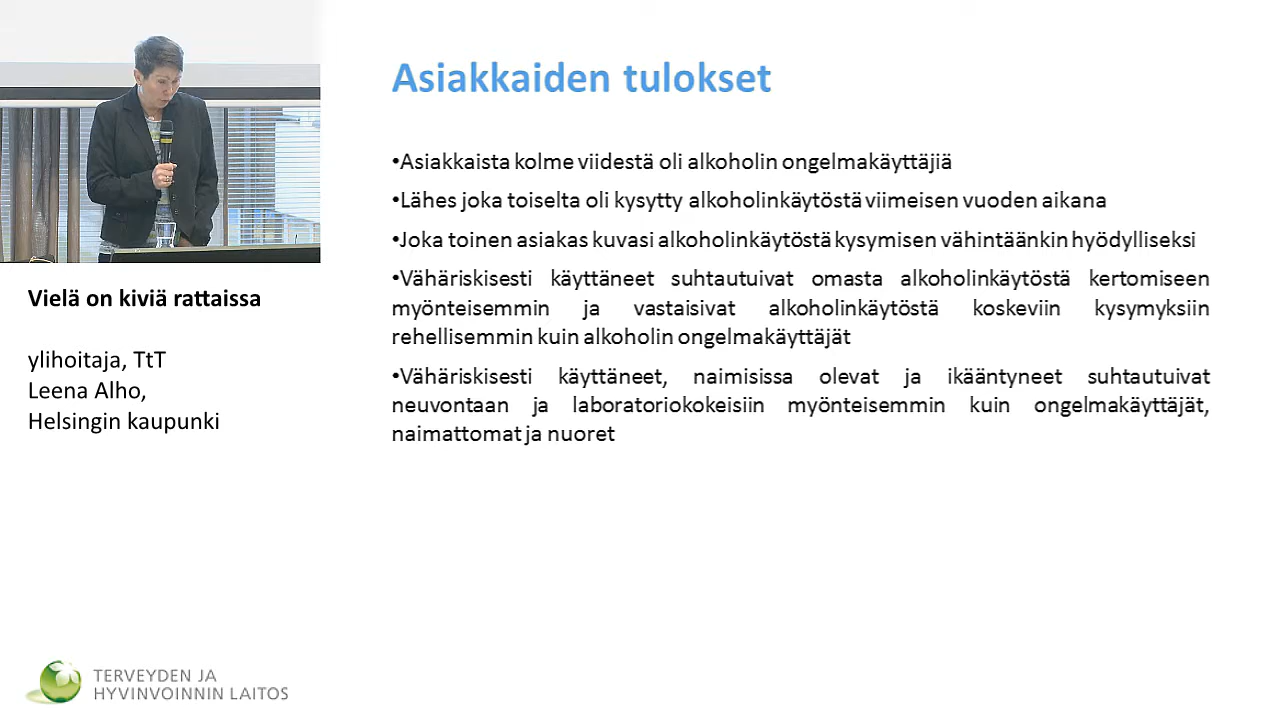 Asiakkaiden tulokset
•Asiakkaista kolme viidestä oli alkoholin ongelmakäyttäjiä
•Lähes joka toiselta oli kysytty alkoholinkäytöstä viimeisen vuoden aikana
•Joka toinen asiakas kuvasi alkoholinkäytöstä kysymisen vähintäänkin hyödylliseksi
•Vähäriskisesti käyttäneet suhtautuivat omasta alkoholinkäytöstä kertomiseen
myönteisemmin ja vastaisivat alkoholinkäytöstä koskeviin kysymyksiin
rehellisemmin kuin alkoholin ongelmakäyttäjät
•Vähäriskisesti käyttäneet, naimisissa olevat ja ikääntyneet suhtautuivat
neuvontaan ja laboratoriokokeisiin myönteisemmin kuin ongelmakäyttäjät,
naimattomat ja nuoret
Vielä on kiviä rattaissa
ylihoitaja, TtT
Leena Alho,
Helsingin kaupunki
TERVEYDEN JA
HYVINVOINNIN LAITOS